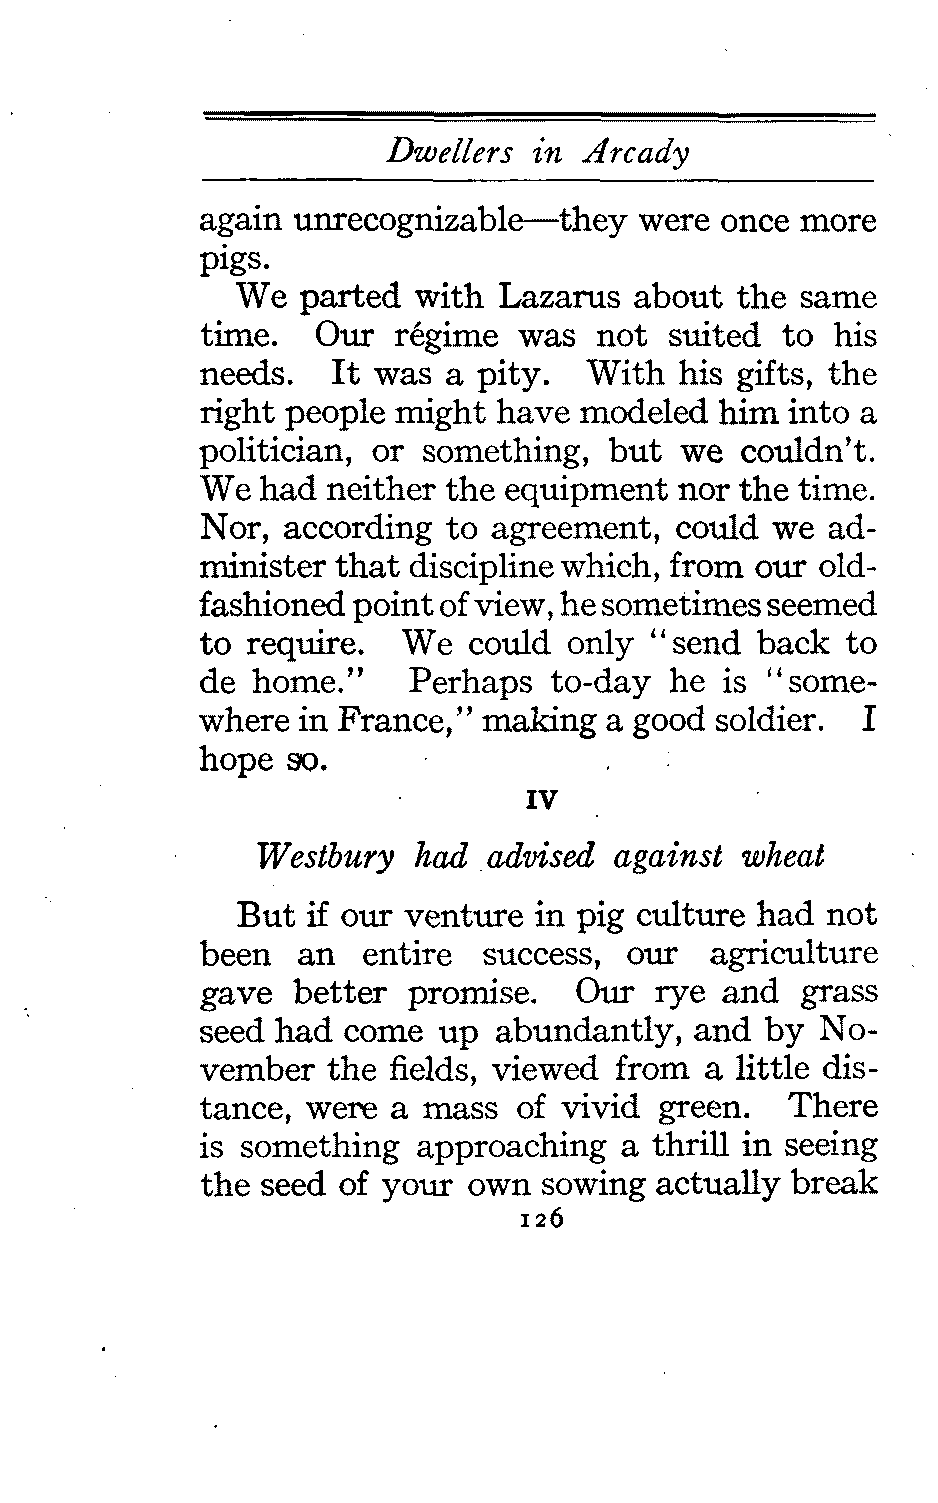 Dwellers in Arcady
again unrecognizable—they were once more
pigs.
We parted with Lazarus about the same
time. Our régime was not suited to his
needs. It was a pity. With his gifts, the
right people might have modeled him into a
politician, or something, but we couldn't.
We had neither the equipment nor the time.
Nor, according to agreement, could we ad-
minister that discipline which, from our old-
fashioned point of view, he sometimes seemed
to require. We could only "send back to
de home." Perhaps to-day he is "some-
where in France," making a good soldier. I
hope so.
IV
Westbury had advised against wheat
But if our venture in pig culture had not
been an entire success, our agriculture
gave better promise. Our rye and grass
seed had come up abundantly, and by No-
vember the fields, viewed from a little dis-
tance, were a mass of vivid green. There
is something approaching a thrill in seeing
the seed of your own sowing actually break
126